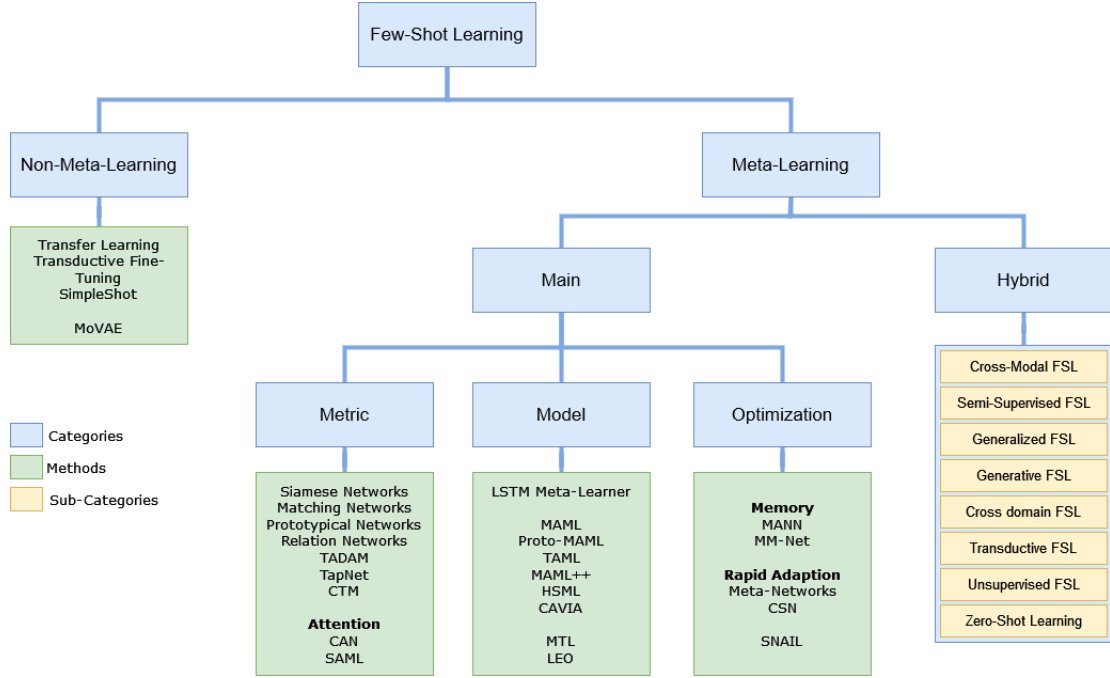 Few-Shot Learning
Non-Meta-Learning
Meta-Learning
Transfer Learning
Transductive Fine-
Tuning
SimpleShot
MoVAE
Main
Hybrid
Metric
Model
Optimization
Cross-Modal FSL
Semi-Supervised FSL
Generalized FSL
Generative FSL
Cross domain FSL
Transductive FSL
Unsupervised FSL
Zero-Shot Learning
Categories
Methods
Sub-Categories
Siamese Networks
Matching Networks
Prototypical Networks
Relation Networks
TADAM
TapNet
CTM
Attention
CAN
SAML
LSTM Meta-Learner
MAML
Proto-MAML
TAML
MAML++
HSML
CAVIA
MTL
LEO
Memory
MANN
MM-Net
Rapid Adaption
Meta-Networks
CSN
SNAIL